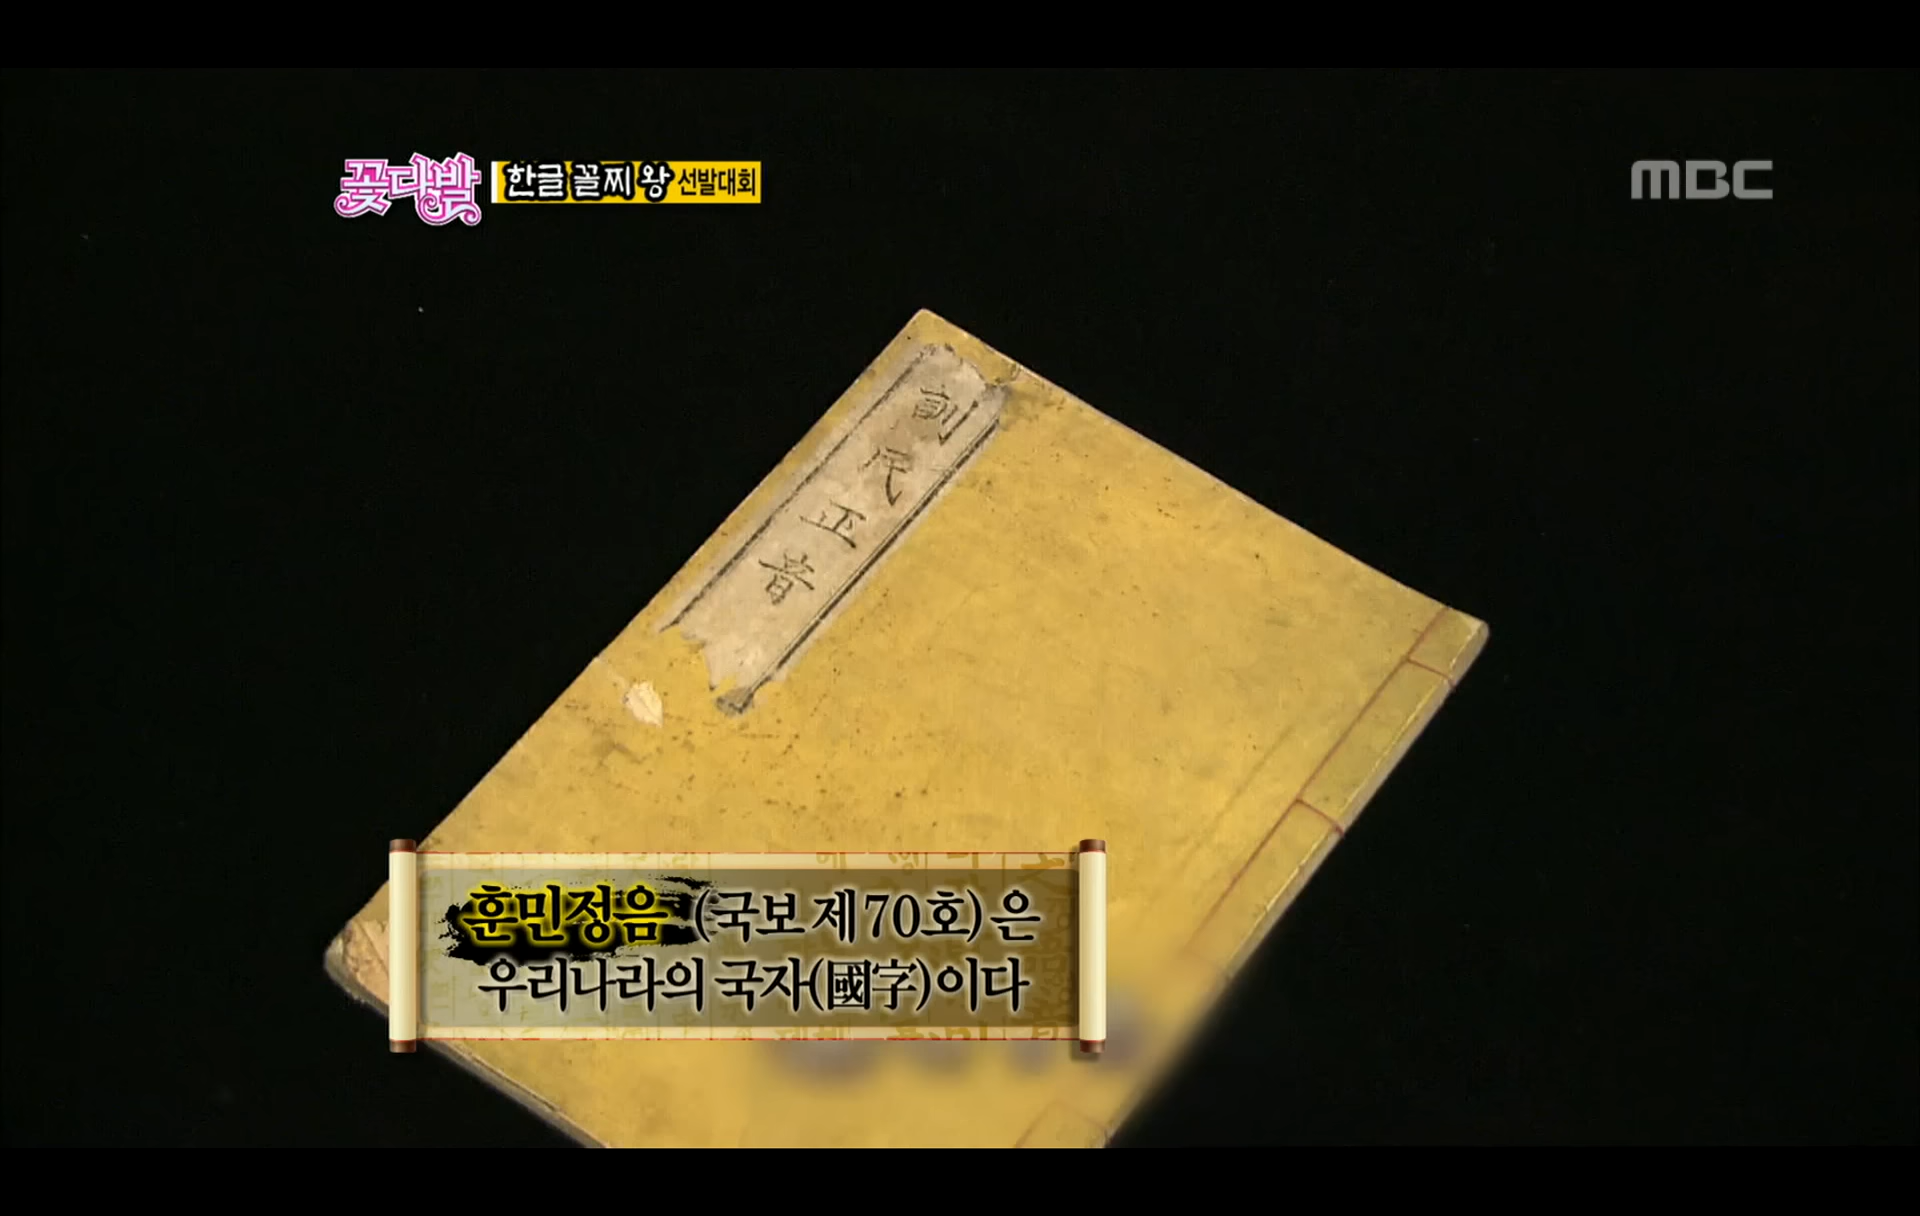 꽃다발 한글 꼴찌 왕 선발대회
MBC
訓
民
正
音
훈민정음 (국보 제70호)은
우리나라의 국자(國字)이다